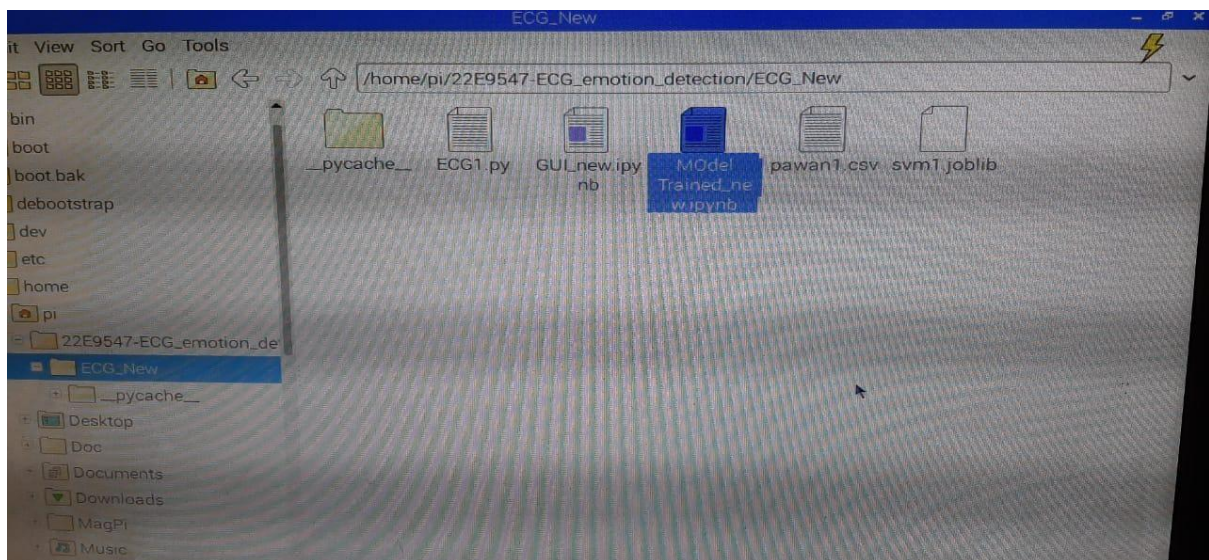 ECG_New
it View Sort Go Tools
/home/pi/22E9547-ECG_emotion_detection/ECG_New
bin
boot
boot.bak
debootstrap
dev
etc
home
pi
22E9547-ECG_emotion_de
ECG_New
__pycache__
Desktop
Doc
Documents
Downloads
MagPi
Music
__pycache__
ECG1.py
GUI_new.ipy
nb
MOdel
Trained_ne
w.ipynb
pawan1.csv
svm1.joblib